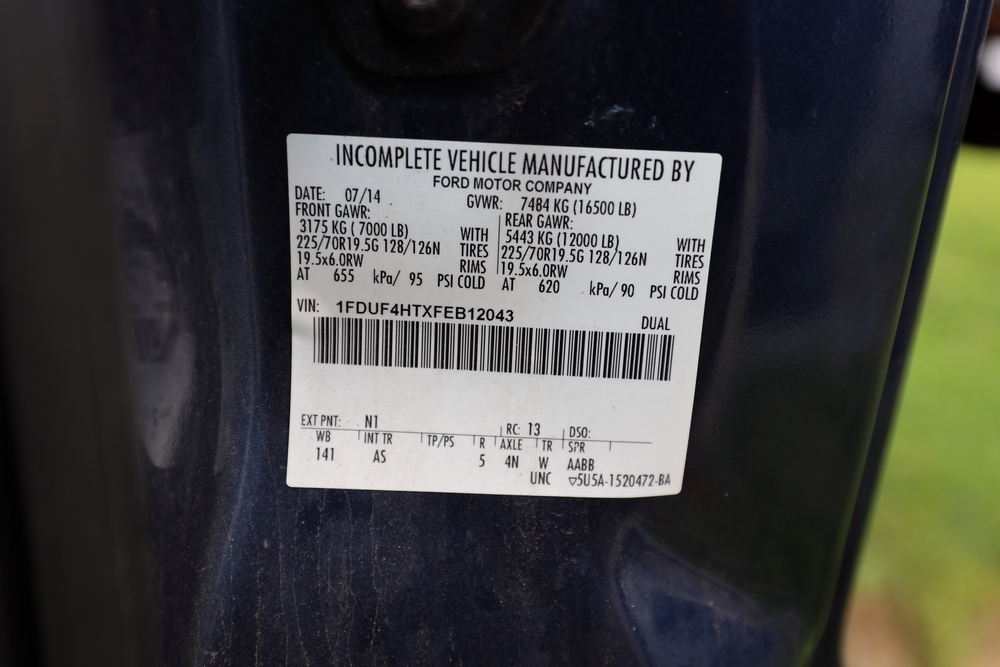 INCOMPLETE VEHICLE MANUFACTURED BY
FORD MOTOR COMPANY
DATE: 07/14 GVWR: 7484 KG (16500 LB)
FRONT GAWR: REAR GAWR:
3175 KG ( 7000 LB) WITH 5443 KG (12000 LB) WITH
225/70R19.5G 128/126N TIRES 225/70R19.5G 128/126N TIRES
19.5x6.0RW RIMS 19.5x6.0RW RIMS
AT 655 kPa/ 95 PSI COLD AT 620 kPa/ 90 PSI COLD
VIN: 1FDUF4HTXFEB12043 DUAL
EXT PNT: N1 RC: 13 DSO:
WB INT TR TP/PS R AXLE TR SPR
141 AS 5 4N W AABB
UNC ▽5U5A-1520472-BA